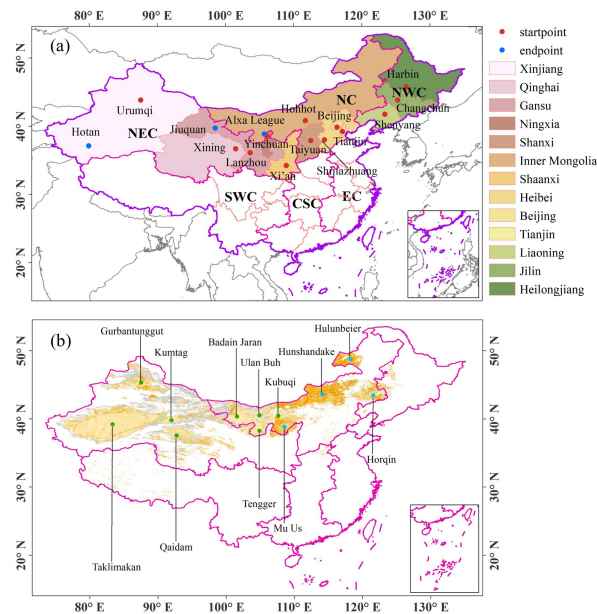 80° E 90° E 100° E 110° E 120° E 130° E
(a)
50° N
40° N
30° N
20° N
Harbin
NWC
Changchun
NC
Hohhot
Beijing
Shenyang
Urumqi
Alxa League
Hotan
NEC
Jiuquan
Yinchuan
Tianjin
Xining
Taiyuan
Lanzhou
Shijiazhuang
Xi'an
SWC
CSC
EC
startpoint
endpoint
Xinjiang
Qinghai
Gansu
Ningxia
Shanxi
Inner Mongolia
Shaanxi
Heibei
Beijing
Tianjin
Liaoning
Jilin
Heilongjiang
(b)
50° N
40° N
30° N
20° N
Hulunbeier
Gurbantunggut
Badain Jaran
Hunshandake
Kumtag
Ulan Buh
Kubuqi
Horqin
Tengger
Mu Us
Qaidam
Taklimakan
80° E 90° E 100° E 110° E 120° E 130° E